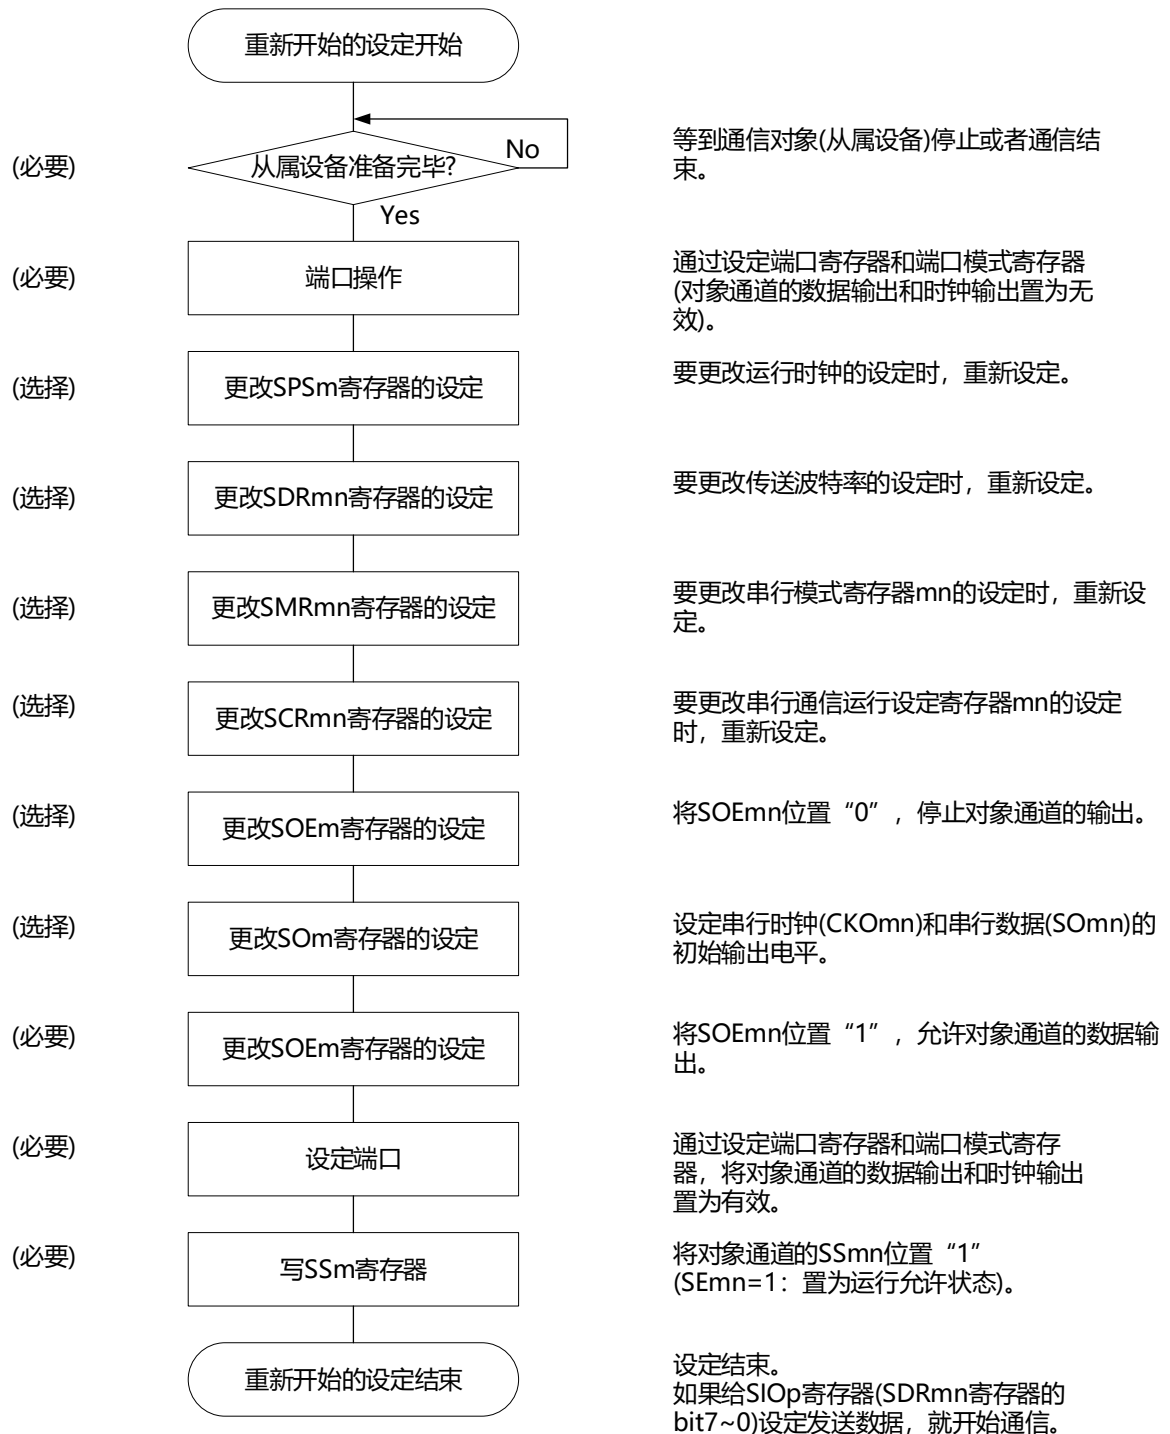 重新开始的设定开始
(必要)
从属设备准备完毕?
No
等到通信对象(从属设备)停止或者通信结
束。
Yes
(必要)
端口操作
通过设定端口寄存器和端口模式寄存器
(对象通道的数据输出和时钟输出置为无
效)。
(选择)
更改SPSm寄存器的设定
要更改运行时钟的设定时，重新设定。
(选择)
更改SDRmn寄存器的设定
要更改传送波特率的设定时，重新设定。
(选择)
更改SMRmn寄存器的设定
要更改串行模式寄存器mn的设定时，重新设
定。
(选择)
更改SCRmn寄存器的设定
要更改串行通信运行设定寄存器mn的设定
时，重新设定。
(选择)
更改SOEm寄存器的设定
将SOEmn位置“0”，停止对象通道的输出。
(选择)
更改SOm寄存器的设定
设定串行时钟(CKOmn)和串行数据(SOmn)的
初始输出电平。
(必要)
更改SOEm寄存器的设定
将SOEmn位置“1”，允许对象通道的数据输
出。
(必要)
设定端口
通过设定端口寄存器和端口模式寄存
器，将对象通道的数据输出和时钟输出
置为有效。
(必要)
写SSm寄存器
将对象通道的SSmn位置“1”
(SEmn=1：置为运行允许状态)。
重新开始的设定结束
设定结束。
如果给SIOp寄存器(SDRmn寄存器的
bit7~0)设定发送数据，就开始通信。